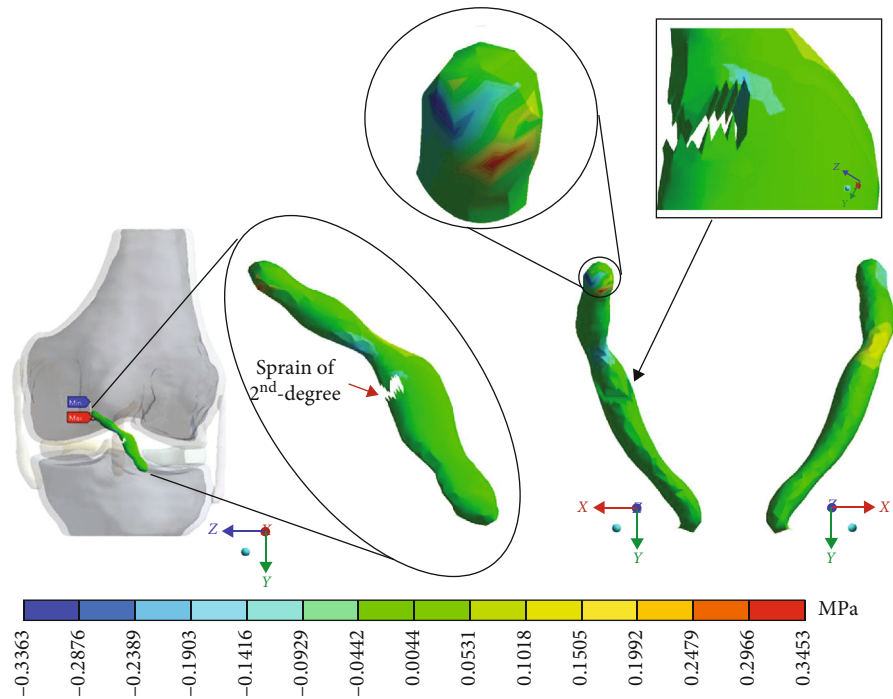 Z
Y
Sprain of
2nd-degree
Min
Max
Z
X
Y
X
Z
Y
Z
X
Y
MPa
−0.3363
−0.2876
−0.2389
−0.1903
−0.1416
−0.0929
−0.0442
0.0044
0.0531
0.1018
0.1505
0.1992
0.2479
0.2966
0.3453